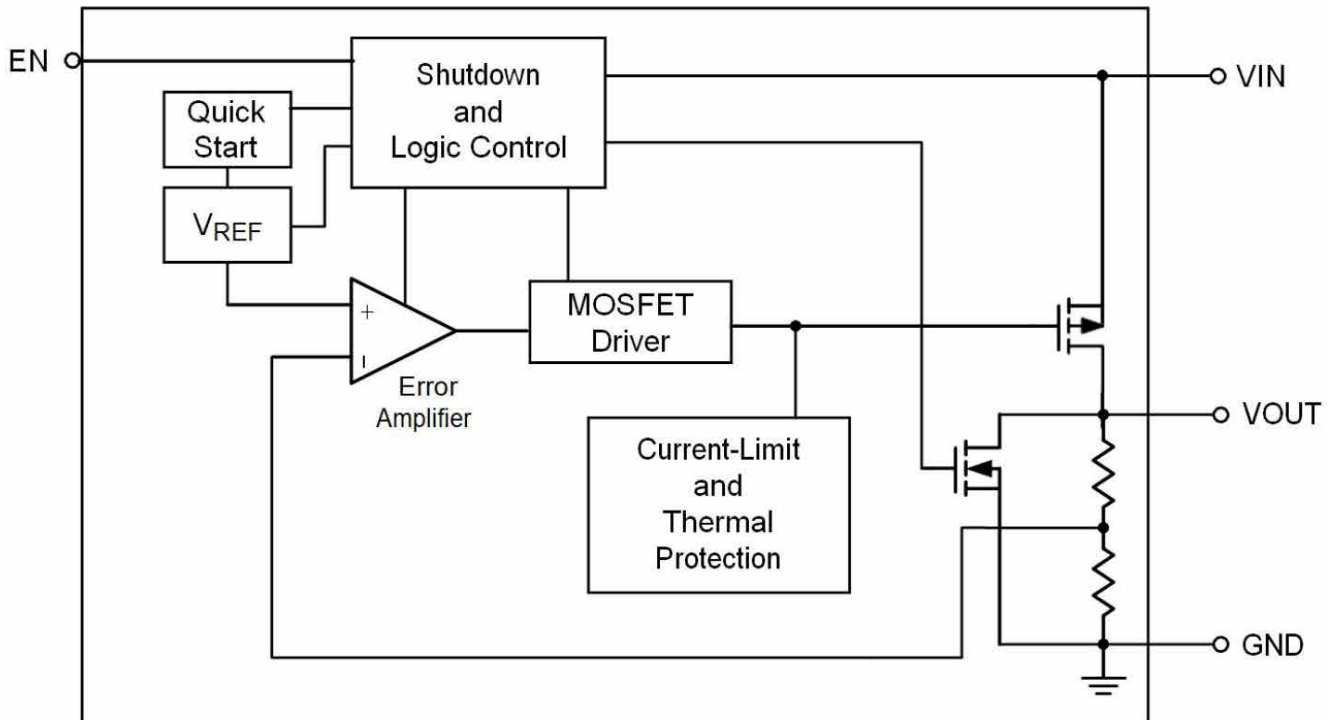 EN
Shutdown
and
Logic Control
VIN
Quick
Start
VREF
+
-
Error
Amplifier
MOSFET
Driver
Current-Limit
and
Thermal
Protection
VOUT
GND